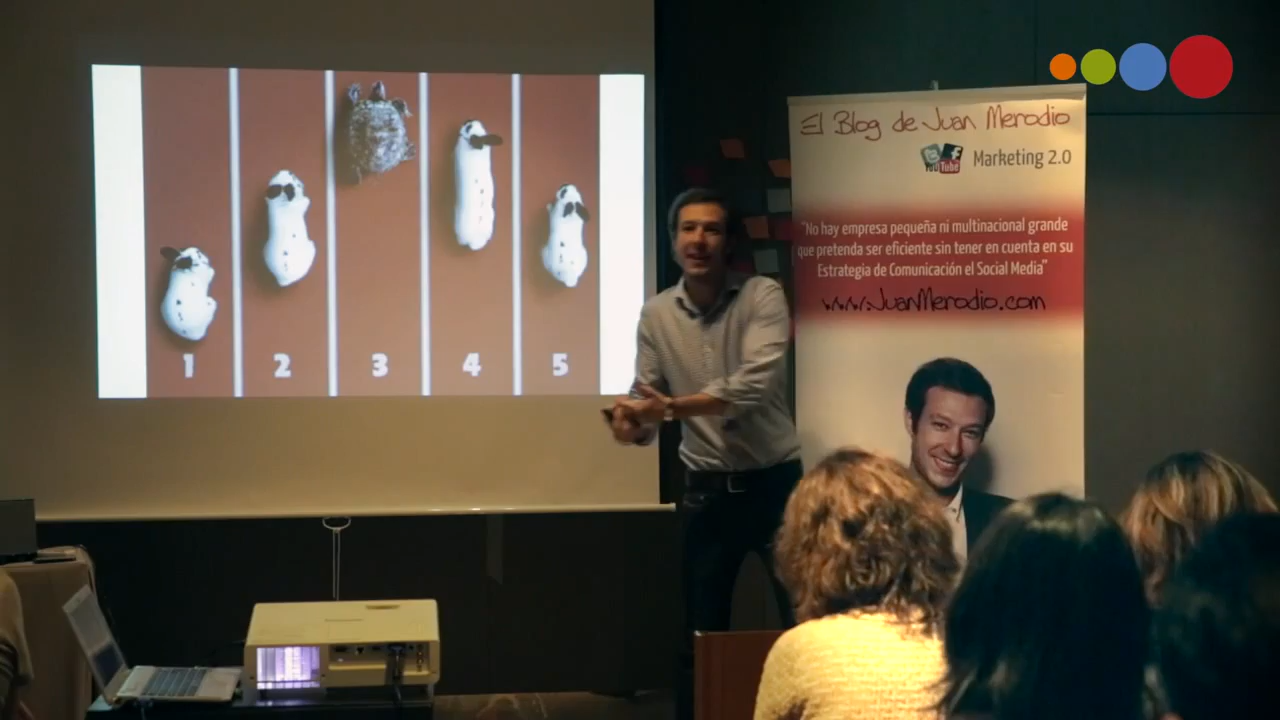 1 2 3 4 5
El Blog de Juan Merodio
YouTube
Marketing 2.0
"No hay empresa pequeña ni multinacional grande
que pretenda ser eficiente sin tener en cuenta en su
Estrategia de Comunicación el Social Media"
www.JuanMerodio.com